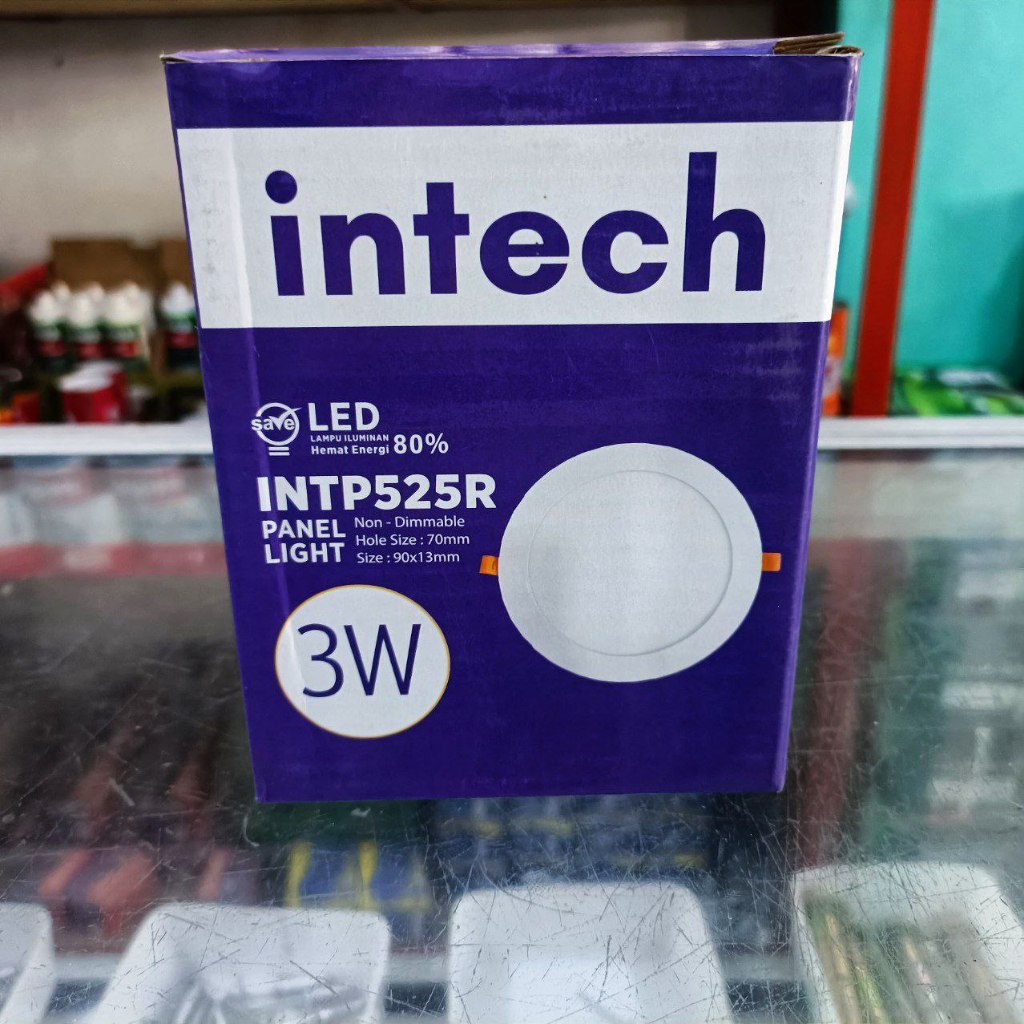 intech
save
LED
LAMPU ILUMINAN
Hemat Energi 80%
INTP525R
PANEL
LIGHT
Non - Dimmable
Hole Size : 70mm
Size : 90x13mm
3W